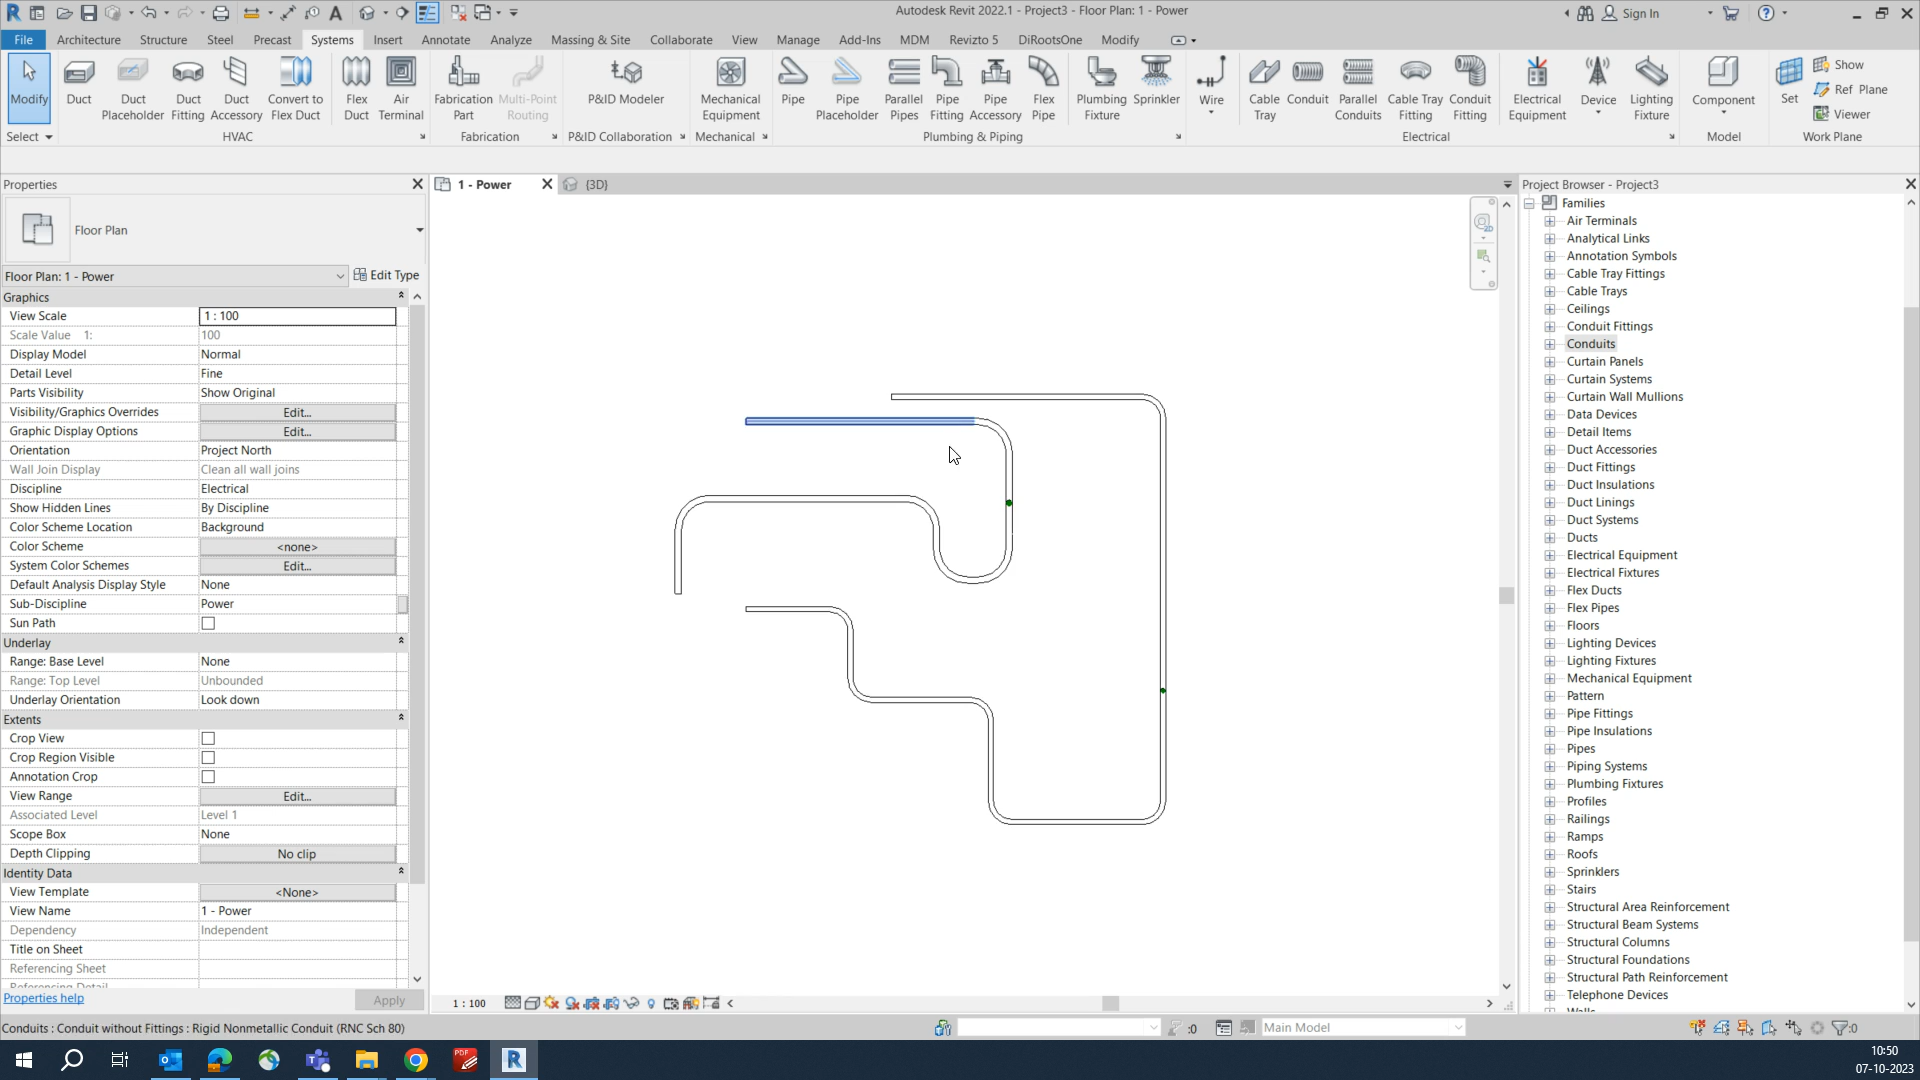 Autodesk Revit 2022.1 - Project3 - Floor Plan: 1 - Power
Sign In
File Architecture Structure Steel Precast Systems Insert Annotate Analyze Massing & Site Collaborate View Manage Add-Ins MDM Revizto 5 DiRootsOne Modify
Modify
Duct
Duct Placeholder
Duct Fitting
Duct Accessory
Convert to Flex Duct
Flex Duct
Air Terminal
Fabrication Part
Multi-Point Routing
P&ID Modeler
Mechanical Equipment
Pipe
Pipe Placeholder
Parallel Pipes
Pipe Fitting
Pipe Accessory
Flex Pipe
Plumbing Fixture
Sprinkler
Wire
Cable Tray
Conduit
Parallel Conduits
Cable Tray Fitting
Conduit Fitting
Electrical Equipment
Device
Lighting Fixture
Component
Set
Show
Ref Plane
Viewer
Select HVAC Fabrication P&ID Collaboration Mechanical Plumbing & Piping Electrical Model Work Plane
Properties
Floor Plan
Floor Plan: 1 - Power
Edit Type
Graphics
View Scale 1 : 100
Scale Value 1: 100
Display Model Normal
Detail Level Fine
Parts Visibility Show Original
Visibility/Graphics Overrides Edit...
Graphic Display Options Edit...
Orientation Project North
Wall Join Display Clean all wall joins
Discipline Electrical
Show Hidden Lines By Discipline
Color Scheme Location Background
Color Scheme <none>
System Color Schemes Edit...
Default Analysis Display Style None
Sub-Discipline Power
Sun Path
Underlay
Range: Base Level None
Range: Top Level Unbounded
Underlay Orientation Look down
Extents
Crop View
Crop Region Visible
Annotation Crop
View Range Edit...
Associated Level Level 1
Scope Box None
Depth Clipping No clip
Identity Data
View Template <None>
View Name 1 - Power
Dependency Independent
Title on Sheet
Referencing Sheet
Referencing Detail
Properties help
Apply
1 - Power
{3D}
2D
1 : 100
Project Browser - Project3
Families
Air Terminals
Analytical Links
Annotation Symbols
Cable Tray Fittings
Cable Trays
Ceilings
Conduit Fittings
Conduits
Curtain Panels
Curtain Systems
Curtain Wall Mullions
Data Devices
Detail Items
Duct Accessories
Duct Fittings
Duct Insulations
Duct Linings
Duct Systems
Ducts
Electrical Equipment
Electrical Fixtures
Flex Ducts
Flex Pipes
Floors
Lighting Devices
Lighting Fixtures
Mechanical Equipment
Pattern
Pipe Fittings
Pipe Insulations
Pipes
Piping Systems
Plumbing Fixtures
Profiles
Railings
Ramps
Roofs
Sprinklers
Stairs
Structural Area Reinforcement
Structural Beam Systems
Structural Columns
Structural Foundations
Structural Path Reinforcement
Telephone Devices
Walls
Conduits : Conduit without Fittings : Rigid Nonmetallic Conduit (RNC Sch 80)
:0
Main Model
:0
PDF
10:50
07-10-2023